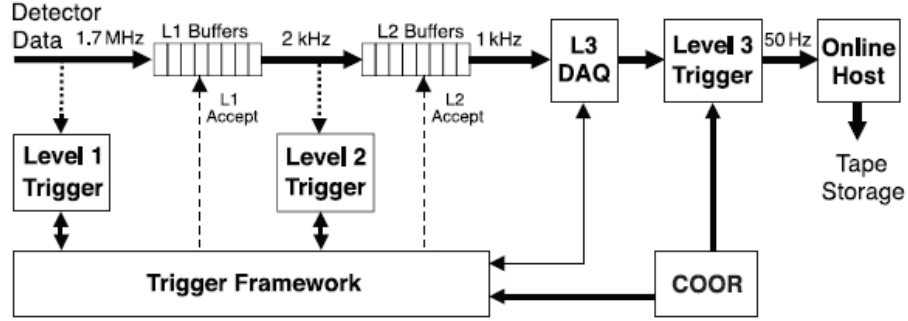 Detector
Data
1.7 MHz
L1 Buffers
2 kHz
L2 Buffers
1 kHz
L3
DAQ
Level 3
Trigger
50 Hz
Online
Host
L1
Accept
L2
Accept
Level 1
Trigger
Level 2
Trigger
Tape
Storage
Trigger Framework
COOR